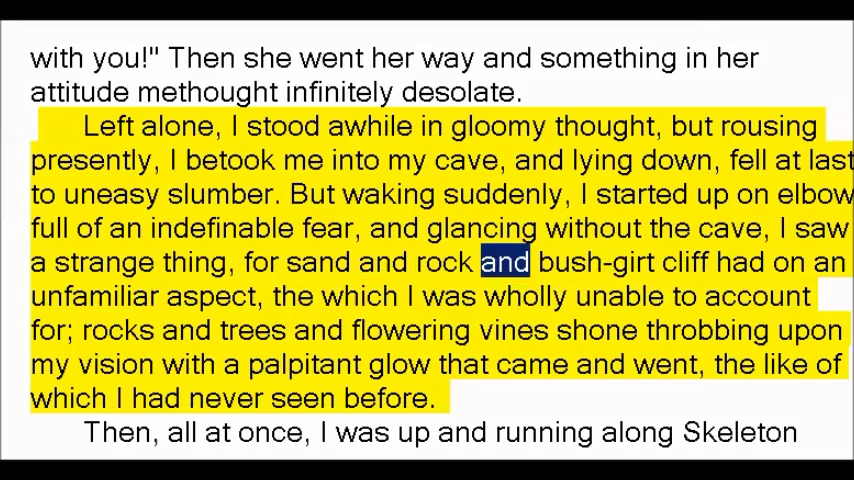 with you!" Then she went her way and something in her
attitude methought infinitely desolate.
Left alone, I stood awhile in gloomy thought, but rousing
presently, I betook me into my cave, and lying down, fell at last
to uneasy slumber. But waking suddenly, I started up on elbow
full of an indefinable fear, and glancing without the cave, I saw
a strange thing, for sand and rock and bush-girt cliff had on an
unfamiliar aspect, the which I was wholly unable to account
for; rocks and trees and flowering vines shone throbbing upon
my vision with a palpitant glow that came and went, the like of
which I had never seen before.
Then, all at once, I was up and running along Skeleton